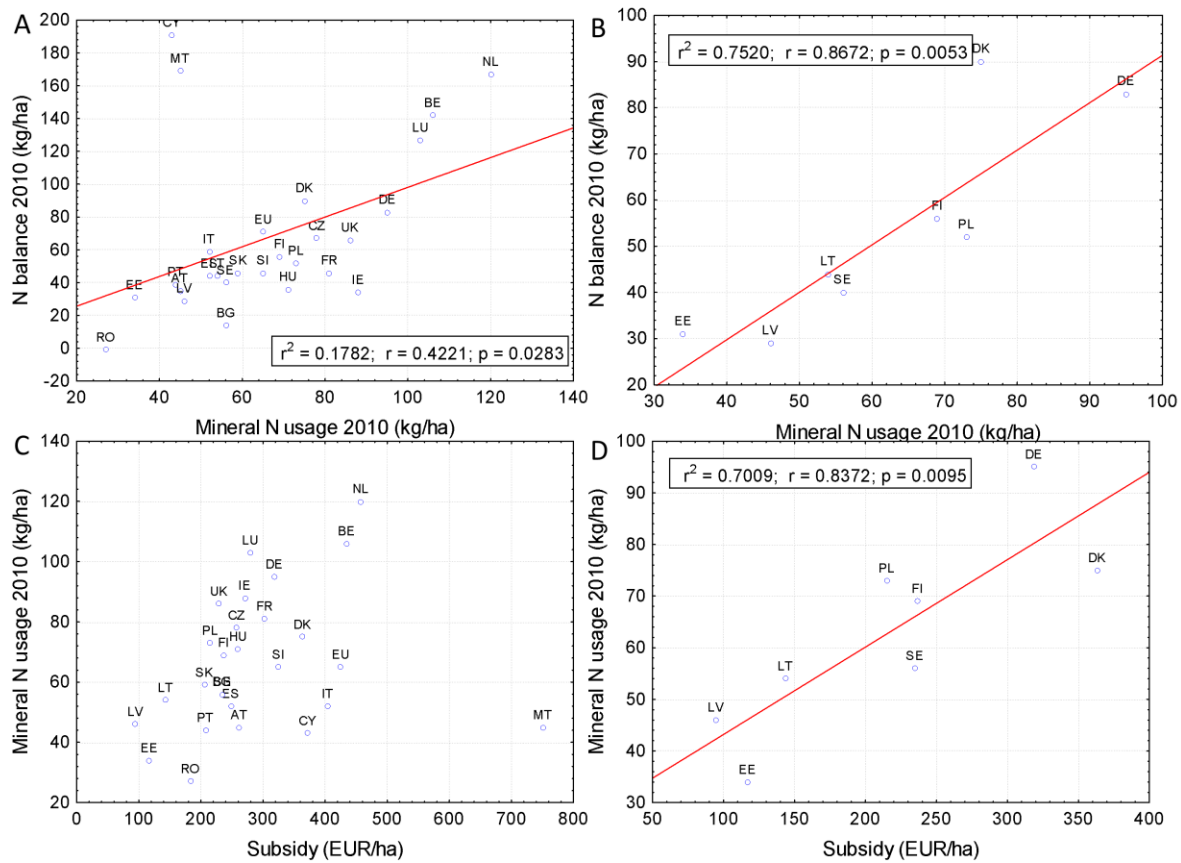 A
N balance 2010 (kg/ha)
200
180
160
140
120
100
80
60
40
20
0
-20
CY
MT
NL
BE
LU
DK
DE
EU
CZ
UK
IT
FI
PL
ES
LT
SE
SK
SI
FR
PT
AT
HU
IE
EE
LV
BG
RO
r² = 0.1782; r = 0.4221; p = 0.0283
20 40 60 80 100 120 140
Mineral N usage 2010 (kg/ha)
B
N balance 2010 (kg/ha)
100
90
80
70
60
50
40
30
20
r² = 0.7520; r = 0.8672; p = 0.0053
DK
DE
FI
PL
LT
SE
EE
LV
30 40 50 60 70 80 90 100
Mineral N usage 2010 (kg/ha)
C
Mineral N usage 2010 (kg/ha)
140
120
100
80
60
40
20
NL
BE
LU
DE
IE
UK
FR
CZ
DK
PL
HU
FI
SI
EU
SK
LT
ES
IT
LV
PT
AT
CY
MT
EE
RO
0 100 200 300 400 500 600 700 800
Subsidy (EUR/ha)
D
Mineral N usage 2010 (kg/ha)
100
90
80
70
60
50
40
30
r² = 0.7009; r = 0.8372; p = 0.0095
DE
DK
PL
FI
SE
LT
LV
EE
50 100 150 200 250 300 350 400
Subsidy (EUR/ha)